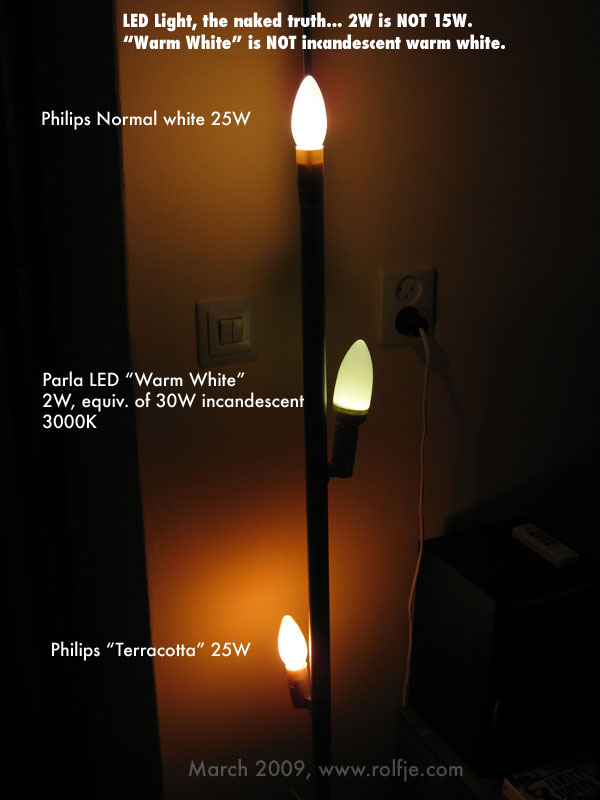 LED Light, the naked truth... 2W is NOT 15W.
“Warm White” is NOT incandescent warm white.
Philips Normal white 25W
Parla LED “Warm White”
2W, equiv. of 30W incandescent
3000K
Philips “Terracotta” 25W
March 2009, www.rolfje.com